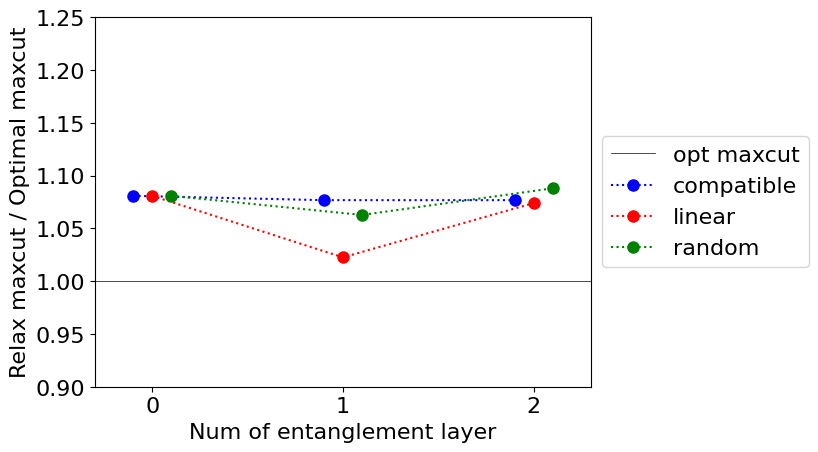 Relax maxcut / Optimal maxcut
1.25
1.20
1.15
1.10
1.05
1.00
0.95
0.90
0
1
2
Num of entanglement layer
opt maxcut
compatible
linear
random